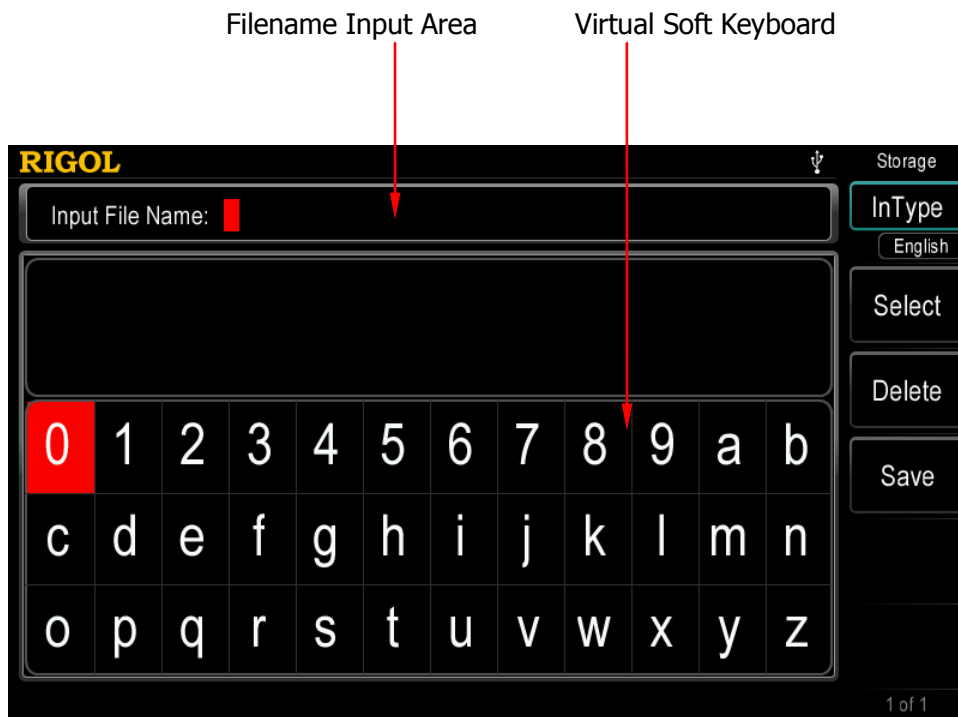 Filename Input Area Virtual Soft Keyboard
RIGOL Storage
Input File Name: InType
English
Select
Delete
0 1 2 3 4 5 6 7 8 9 a b
Save
c d e f g h i j k l m n
o p q r s t u v w x y z
1 of 1